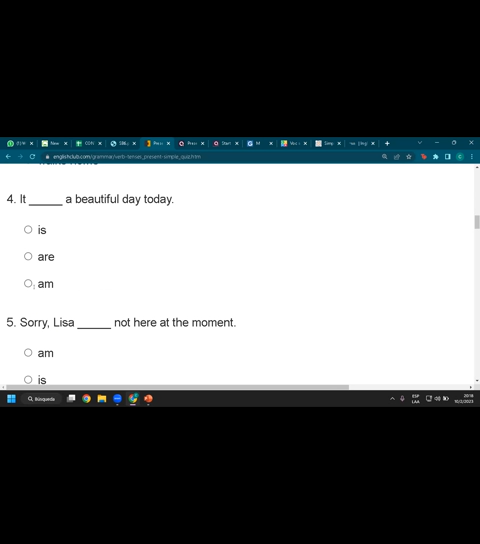 englishclub.com/grammar/verb-tenses_present-simple_quiz.htm
4. It _____ a beautiful day today.
is
are
am
5. Sorry, Lisa _____ not here at the moment.
am
is
Búsqueda
ESP
LAA
20:18
10/2/2023